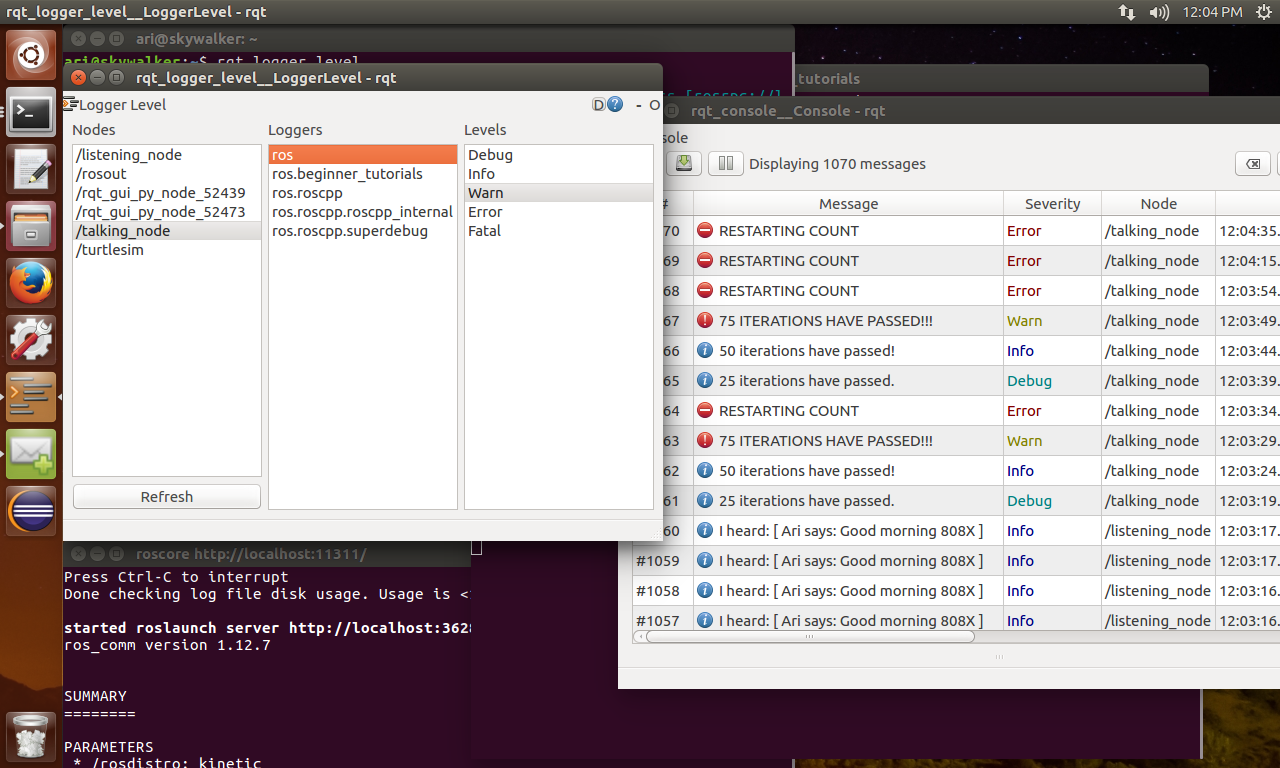 rqt_logger_level__LoggerLevel - rqt
12:04 PM
ari@skywalker: ~
ari@skywalker:~$ rqt_logger_level
rqt_logger_level__LoggerLevel - rqt
_tutorials
Logger Level
D ? - O
rqt_console__Console - rqt
Nodes Loggers Levels
/listening_node
/rosout
/rqt_gui_py_node_52439
/rqt_gui_py_node_52473
/talking_node
/turtlesim
Refresh
ros
ros.beginner_tutorials
ros.roscpp
ros.roscpp.roscpp_internal
ros.roscpp.superdebug
Debug
Info
Warn
Error
Fatal
sole
Displaying 1070 messages
# Message Severity Node
70 RESTARTING COUNT Error /talking_node 12:04:35.
69 RESTARTING COUNT Error /talking_node 12:04:15.
68 RESTARTING COUNT Error /talking_node 12:03:54.
67 75 ITERATIONS HAVE PASSED!!! Warn /talking_node 12:03:49.
66 50 iterations have passed! Info /talking_node 12:03:44.
65 25 iterations have passed. Debug /talking_node 12:03:39.
64 RESTARTING COUNT Error /talking_node 12:03:34.
63 75 ITERATIONS HAVE PASSED!!! Warn /talking_node 12:03:29.
62 50 iterations have passed! Info /talking_node 12:03:24.
61 25 iterations have passed. Debug /talking_node 12:03:19.
60 I heard: [ Ari says: Good morning 808X ] Info /listening_node 12:03:17.
#1059 I heard: [ Ari says: Good morning 808X ] Info /listening_node 12:03:17.
#1058 I heard: [ Ari says: Good morning 808X ] Info /listening_node 12:03:16.
#1057 I heard: [ Ari says: Good morning 808X ] Info /listening_node 12:03:16.
roscore http://localhost:11311/
Press Ctrl-C to interrupt
Done checking log file disk usage. Usage is <
started roslaunch server http://localhost:3628
ros_comm version 1.12.7
SUMMARY
========
PARAMETERS
* /rosdistro: kinetic